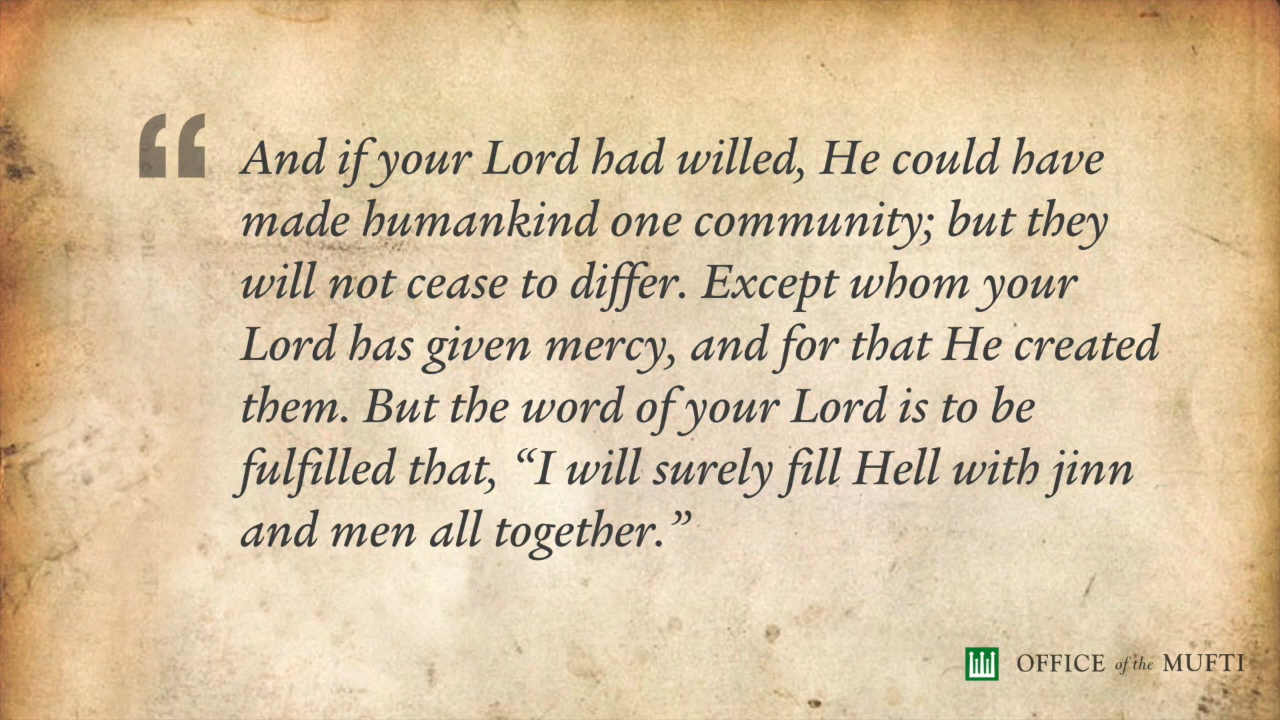 “
And if your Lord had willed, He could have
made humankind one community; but they
will not cease to differ. Except whom your
Lord has given mercy, and for that He created
them. But the word of your Lord is to be
fulfilled that, “I will surely fill Hell with jinn
and men all together.”
OFFICE of the MUFTI